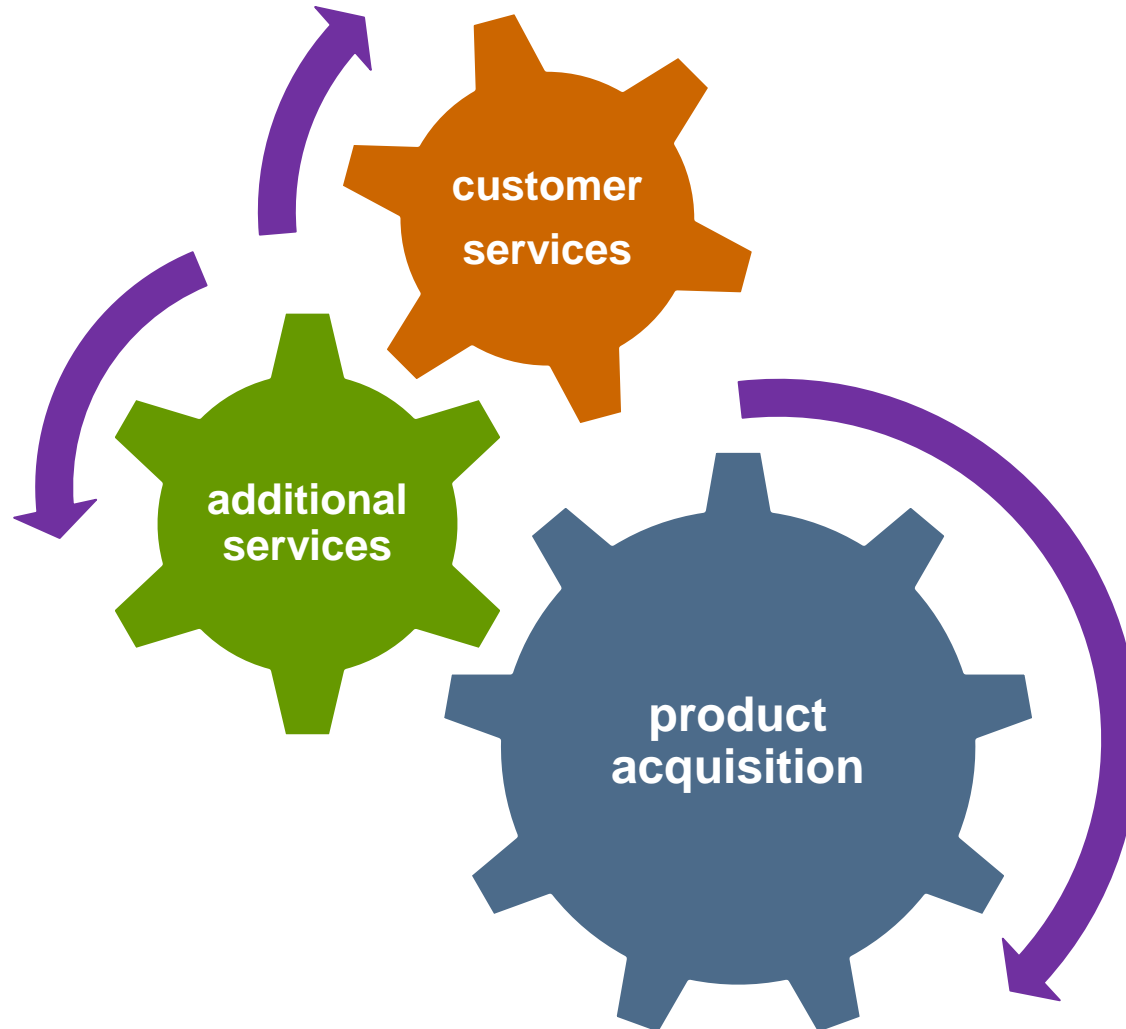 customer
services
additional
services
product
acquisition